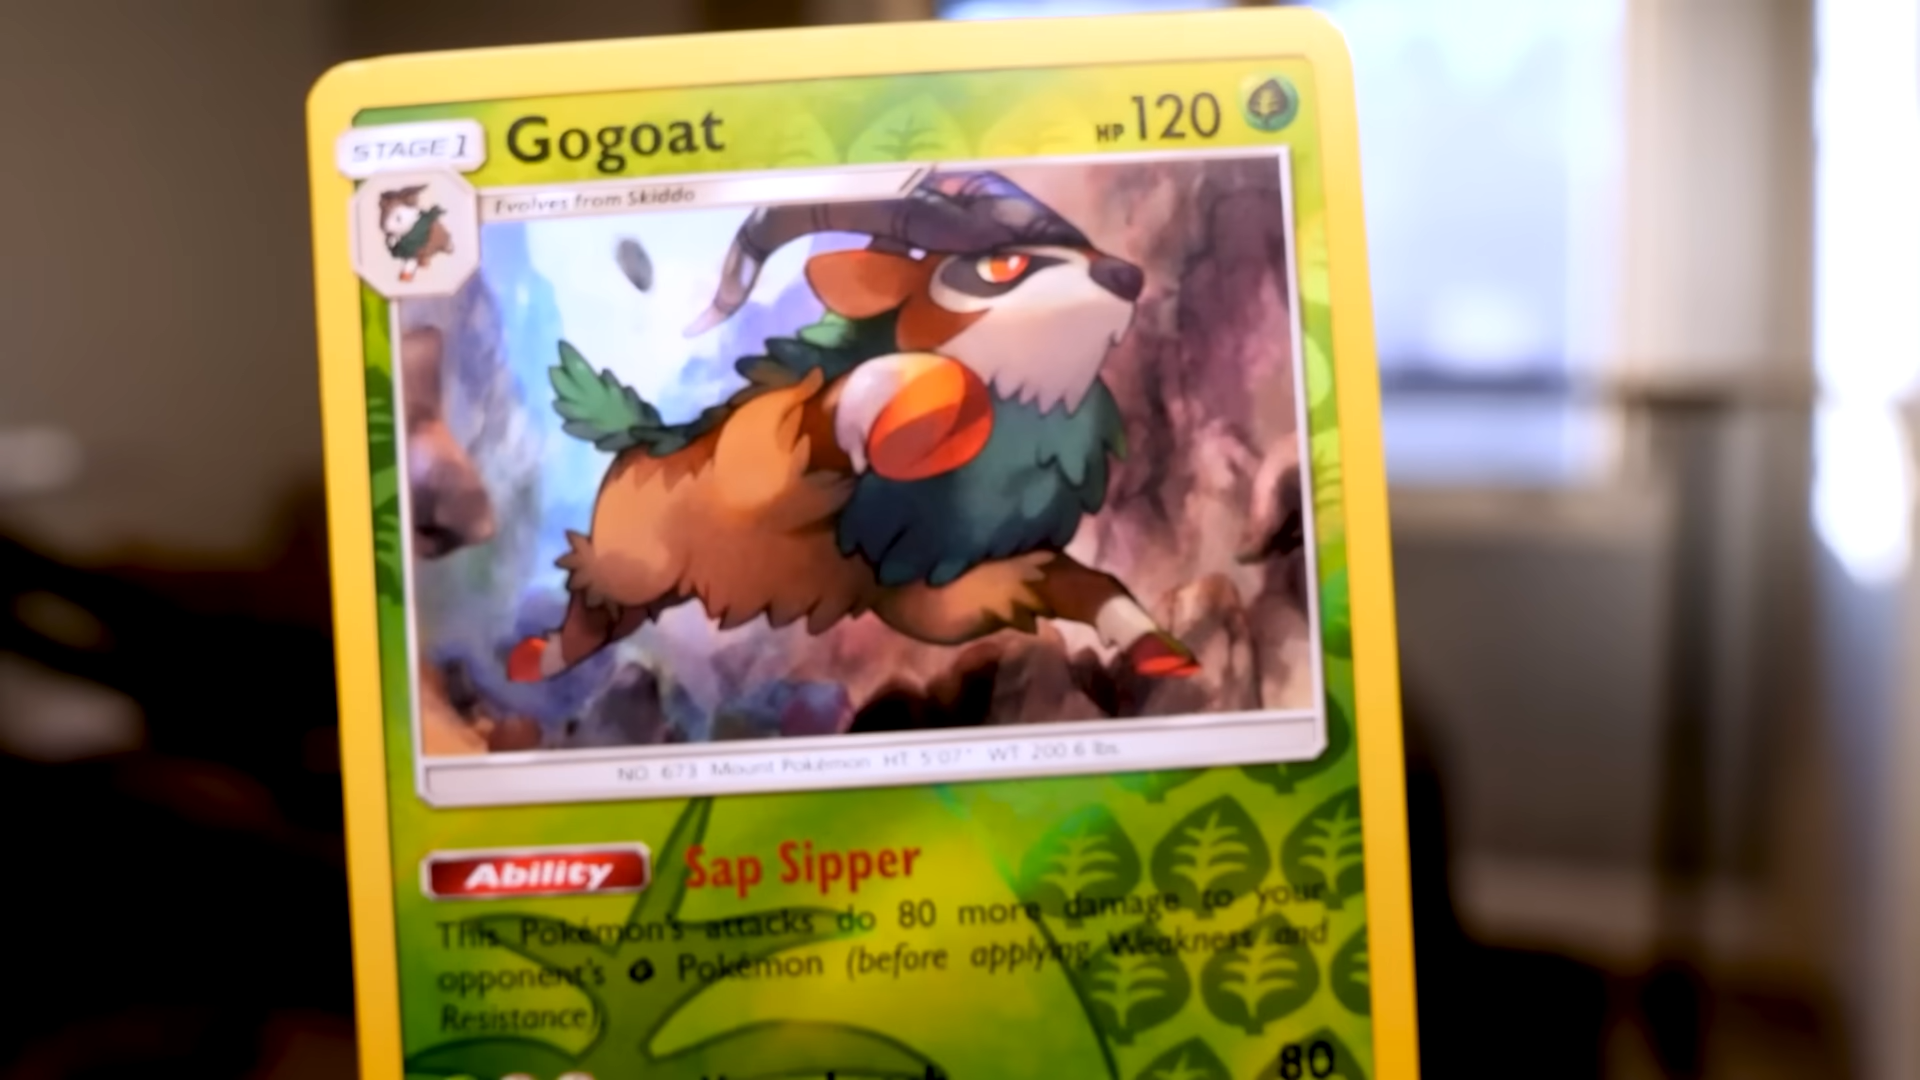 STAGE 1 Gogoat HP 120
Evolves from Skiddo
NO. 673 Mount Pokémon HT 5'07" WT 200.6 lbs.
Ability Sap Sipper
This Pokémon's attacks do 80 more damage to your
opponent's Pokémon (before applying Weakness and
Resistance).
80